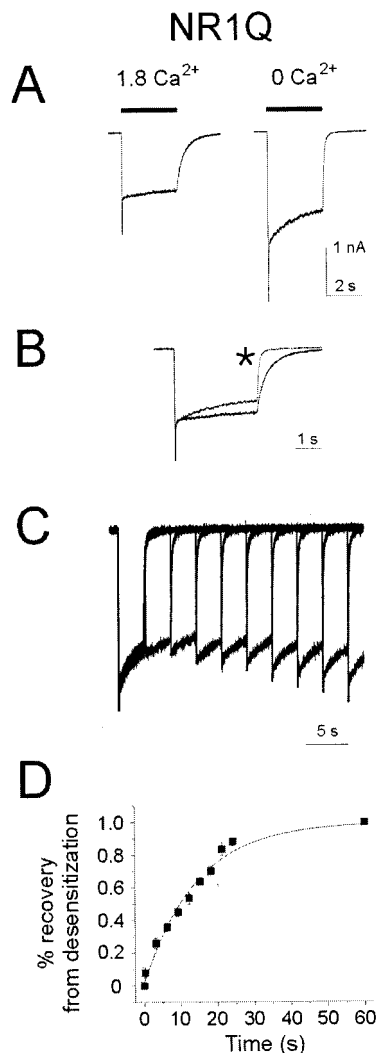 NR1Q
A
1.8 Ca2+
0 Ca2+
1 nA
2 s
B
*
1 s
C
5 s
D
% recovery
from desensitization
1.0
0.8
0.6
0.4
0.2
0
0 10 20 30 40 50 60
Time (s)